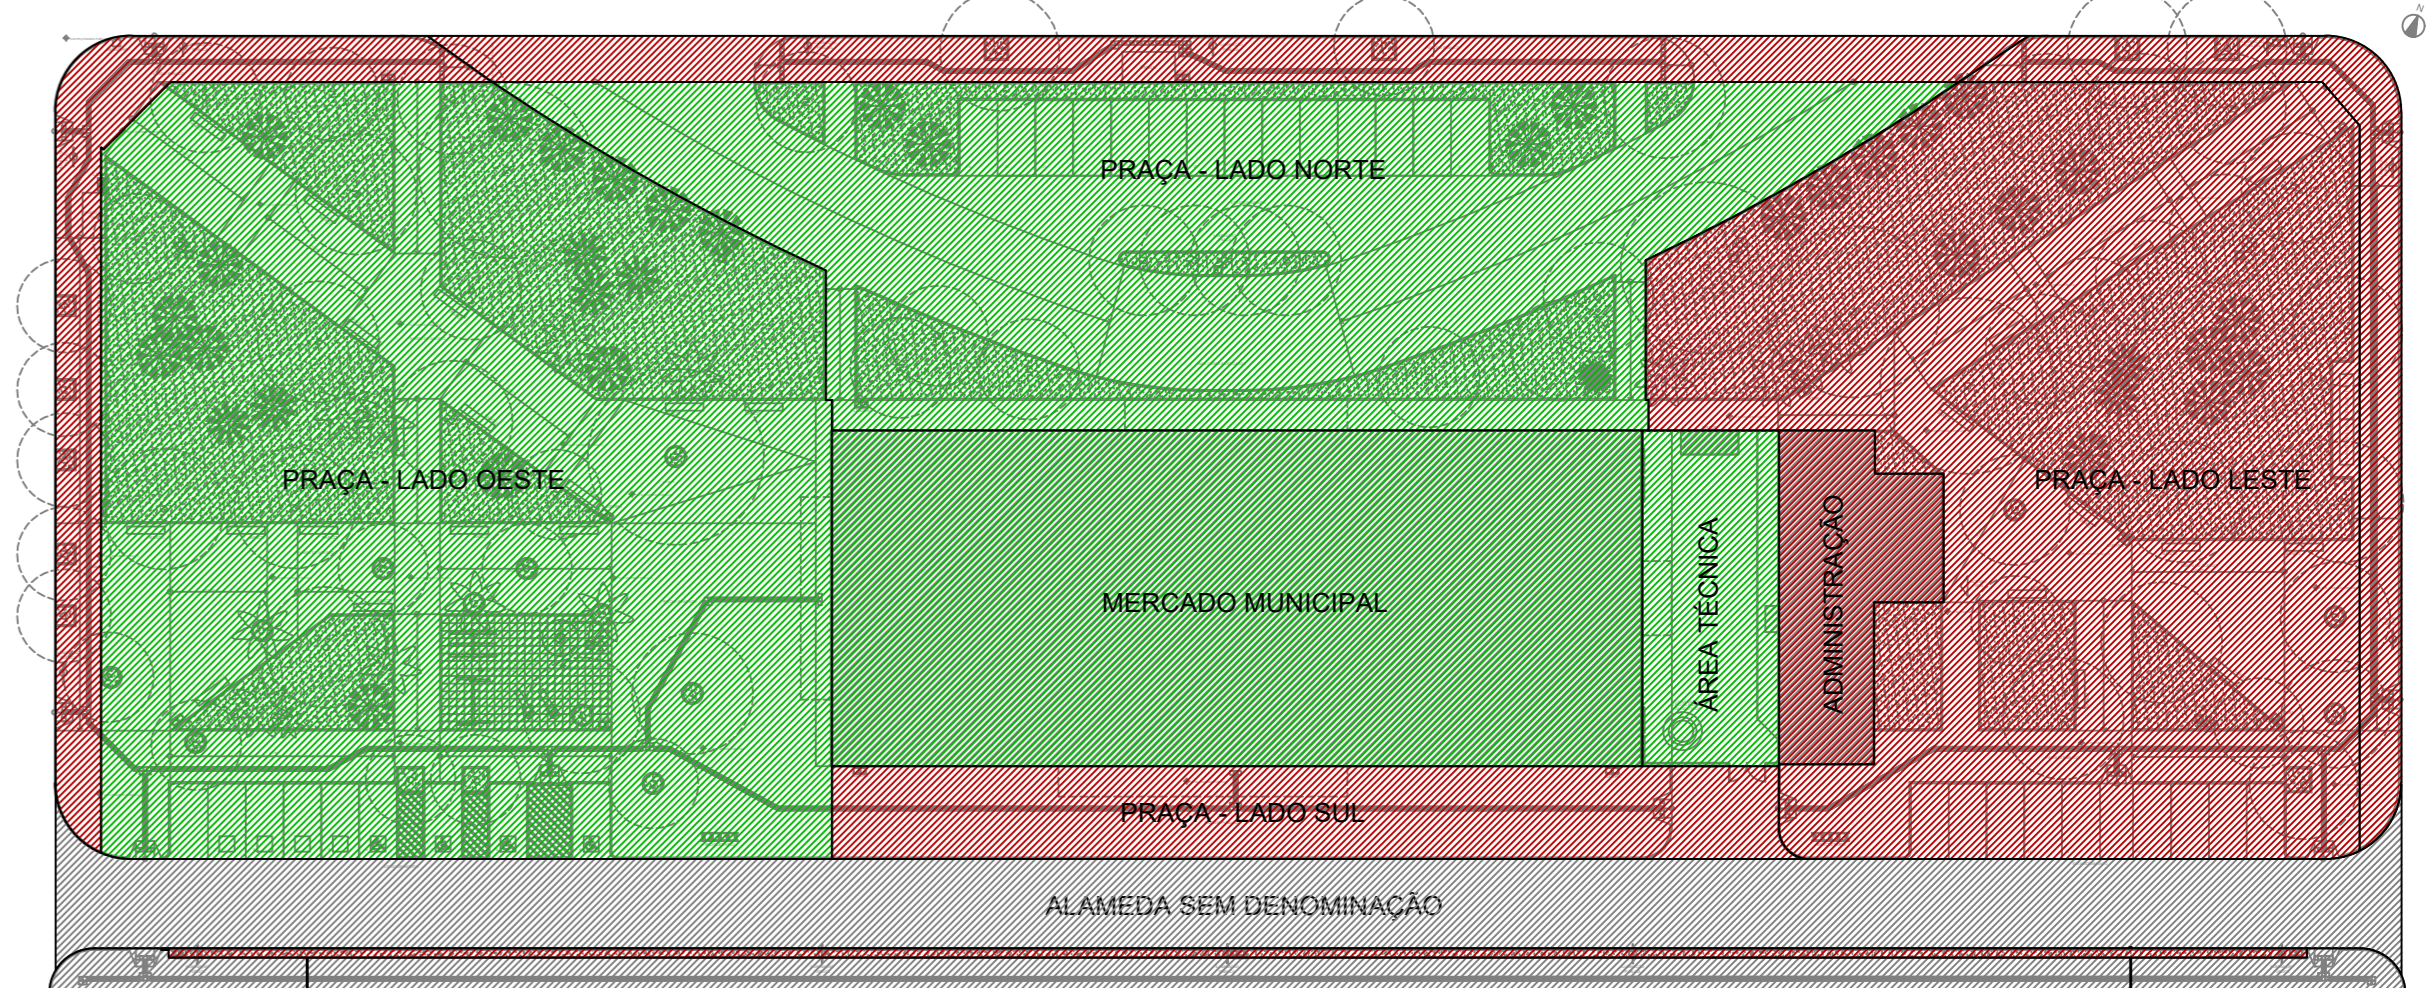 N
PRAÇA - LADO NORTE
PRAÇA - LADO OESTE
PRAÇA - LADO LESTE
MERCADO MUNICIPAL
ÁREA TÉCNICA
ADMINISTRAÇÃO
PRAÇA - LADO SUL
ALAMEDA SEM DENOMINAÇÃO